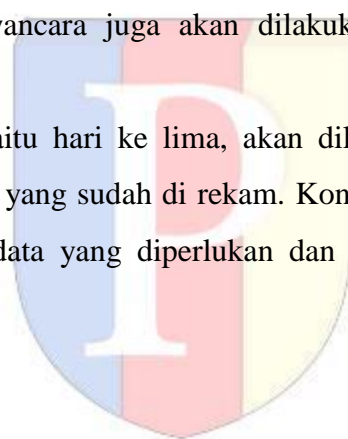 wancara juga akan dilakuk
itu hari ke lima, akan dil
yang sudah di rekam. Kon
data yang diperlukan dan
P